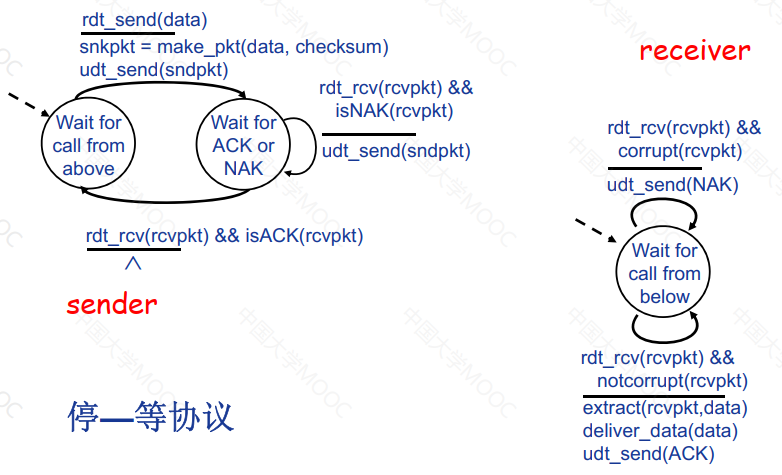 rdt_send(data)
snkpkt = make_pkt(data, checksum)
udt_send(sndpkt)
Wait for
call from
above
Wait for
ACK or
NAK
rdt_rcv(rcvpkt) &&
isNAK(rcvpkt)
udt_send(sndpkt)
rdt_rcv(rcvpkt) && isACK(rcvpkt)
Λ
sender
停—等协议
receiver
rdt_rcv(rcvpkt) &&
corrupt(rcvpkt)
udt_send(NAK)
Wait for
call from
below
rdt_rcv(rcvpkt) &&
notcorrupt(rcvpkt)
extract(rcvpkt,data)
deliver_data(data)
udt_send(ACK)
中国大学MOOC